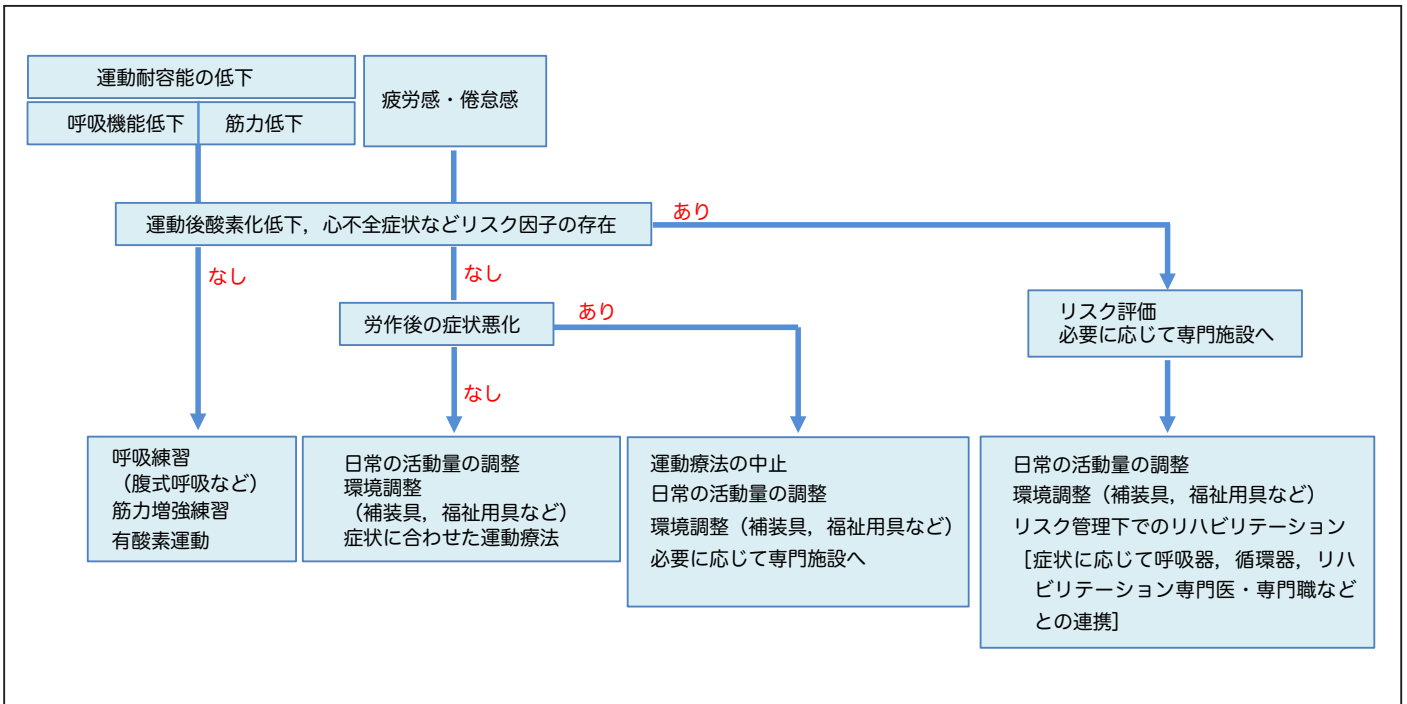 運動耐容能の低下
呼吸機能低下
筋力低下
疲労感・倦怠感
運動後酸素化低下，心不全症状などリスク因子の存在
あり
なし
なし
労作後の症状悪化
あり
なし
リスク評価
必要に応じて専門施設へ
呼吸練習
（腹式呼吸など）
筋力増強練習
有酸素運動
日常の活動量の調整
環境調整
（補装具，福祉用具など）
症状に合わせた運動療法
運動療法の中止
日常の活動量の調整
環境調整（補装具，福祉用具など）
必要に応じて専門施設へ
日常の活動量の調整
環境調整（補装具，福祉用具など）
リスク管理下でのリハビリテーション
［症状に応じて呼吸器，循環器，リハ
ビリテーション専門医・専門職など
との連携］